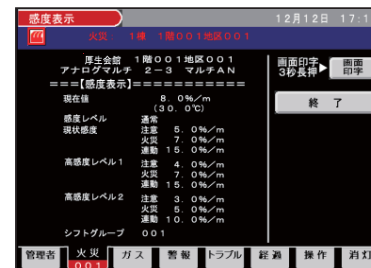 感度表示
12月12日 17:1
火災: 1種 1階001地区001
厚生会館 1階001地区001
アナログマルチ 2-3 マルチAN
===【感度表示】==========
現在値 8.0%/m
(30.0℃)
感度レベル 通常
現状感度 注意 5.0%/m
火災 7.0%/m
連動 15.0%/m
高感度レベル1 注意 4.0%/m
火災 7.0%/m
連動 15.0%/m
高感度レベル2 注意 3.0%/m
火災 5.0%/m
連動 10.0%/m
シフトグループ 001
画面印字 3秒長押▶
画面印字
終 了
管理者 火災 ガス 警報 トラブル 経過 操作 消灯
001